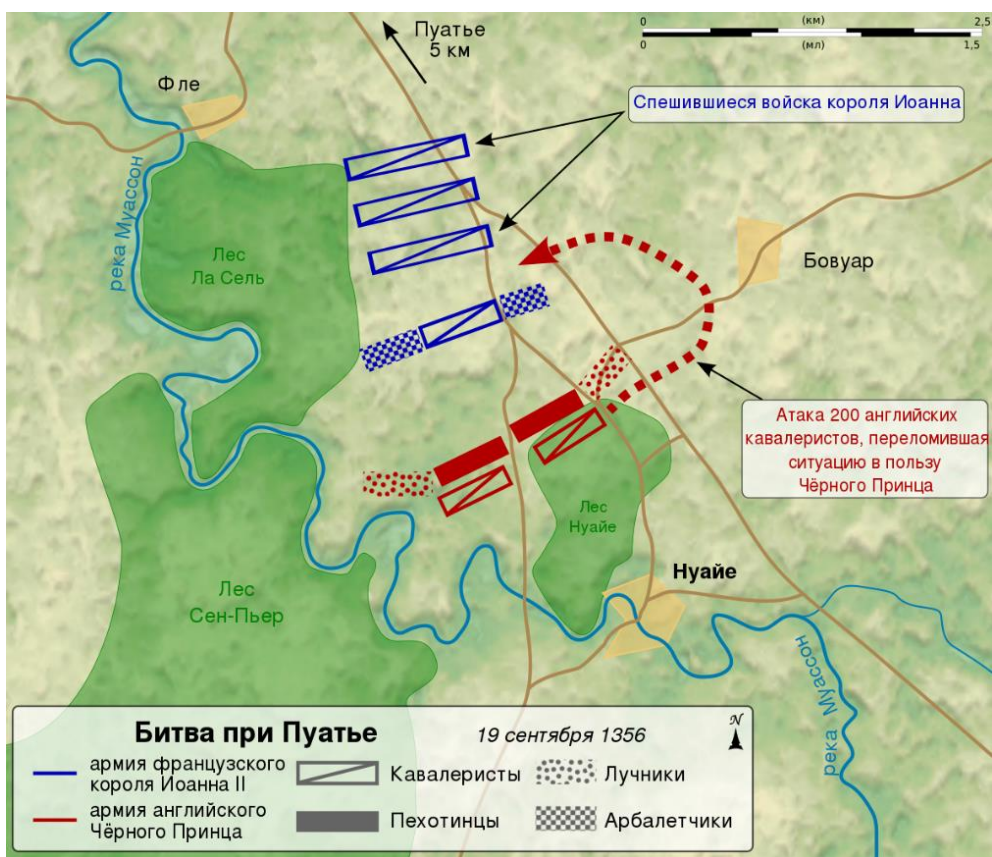 Пуатье
5 км
0 (км) 2,5
0 (мл) 1,5
Фле
Спешившиеся войска короля Иоанна
река Муассон
Лес
Ла Сель
Бовуар
Атака 200 английских
кавалеристов, переломившая
ситуацию в пользу
Чёрного Принца
Лес
Нуайе
Нуайе
Лес
Сен-Пьер
река Муассон
Битва при Пуатье
19 сентября 1356
N
армия французского
короля Иоанна II
Кавалеристы
Лучники
армия английского
Чёрного Принца
Пехотинцы
Арбалетчики